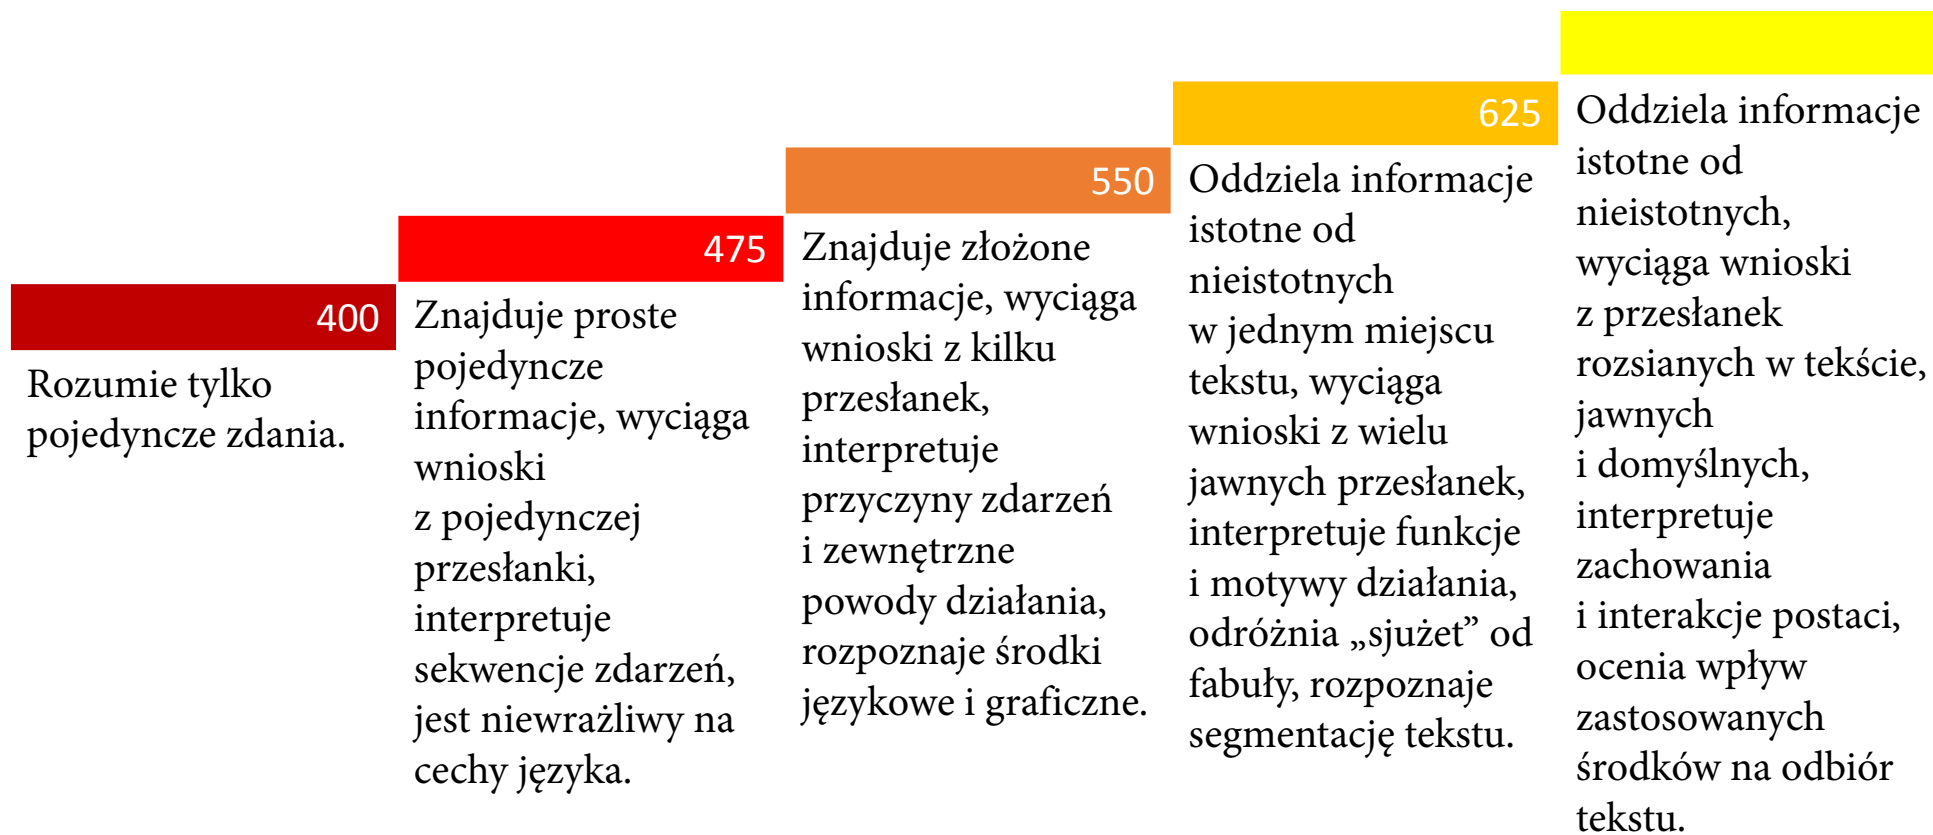 400
Rozumie tylko
pojedyncze zdania.
475
Znajduje proste
pojedyncze
informacje, wyciąga
wnioski
z pojedynczej
przesłanki,
interpretuje
sekwencje zdarzeń,
jest niewrażliwy na
cechy języka.
550
Znajduje złożone
informacje, wyciąga
wnioski z kilku
przesłanek,
interpretuje
przyczyny zdarzeń
i zewnętrzne
powody działania,
rozpoznaje środki
językowe i graficzne.
625
Oddziela informacje
istotne od
nieistotnych
w jednym miejscu
tekstu, wyciąga
wnioski z wielu
jawnych przesłanek,
interpretuje funkcje
i motywy działania,
odróżnia „sjużet” od
fabuły, rozpoznaje
segmentację tekstu.
Oddziela informacje
istotne od
nieistotnych,
wyciąga wnioski
z przesłanek
rozsianych w tekście,
jawnych
i domyślnych,
interpretuje
zachowania
i interakcje postaci,
ocenia wpływ
zastosowanych
środków na odbiór
tekstu.